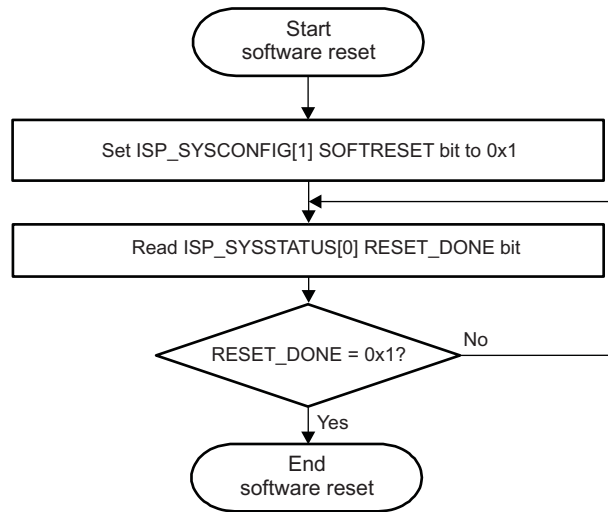 Start
software reset
Set ISP_SYSCONFIG[1] SOFTRESET bit to 0x1
Read ISP_SYSSTATUS[0] RESET_DONE bit
RESET_DONE = 0x1?
No
Yes
End
software reset